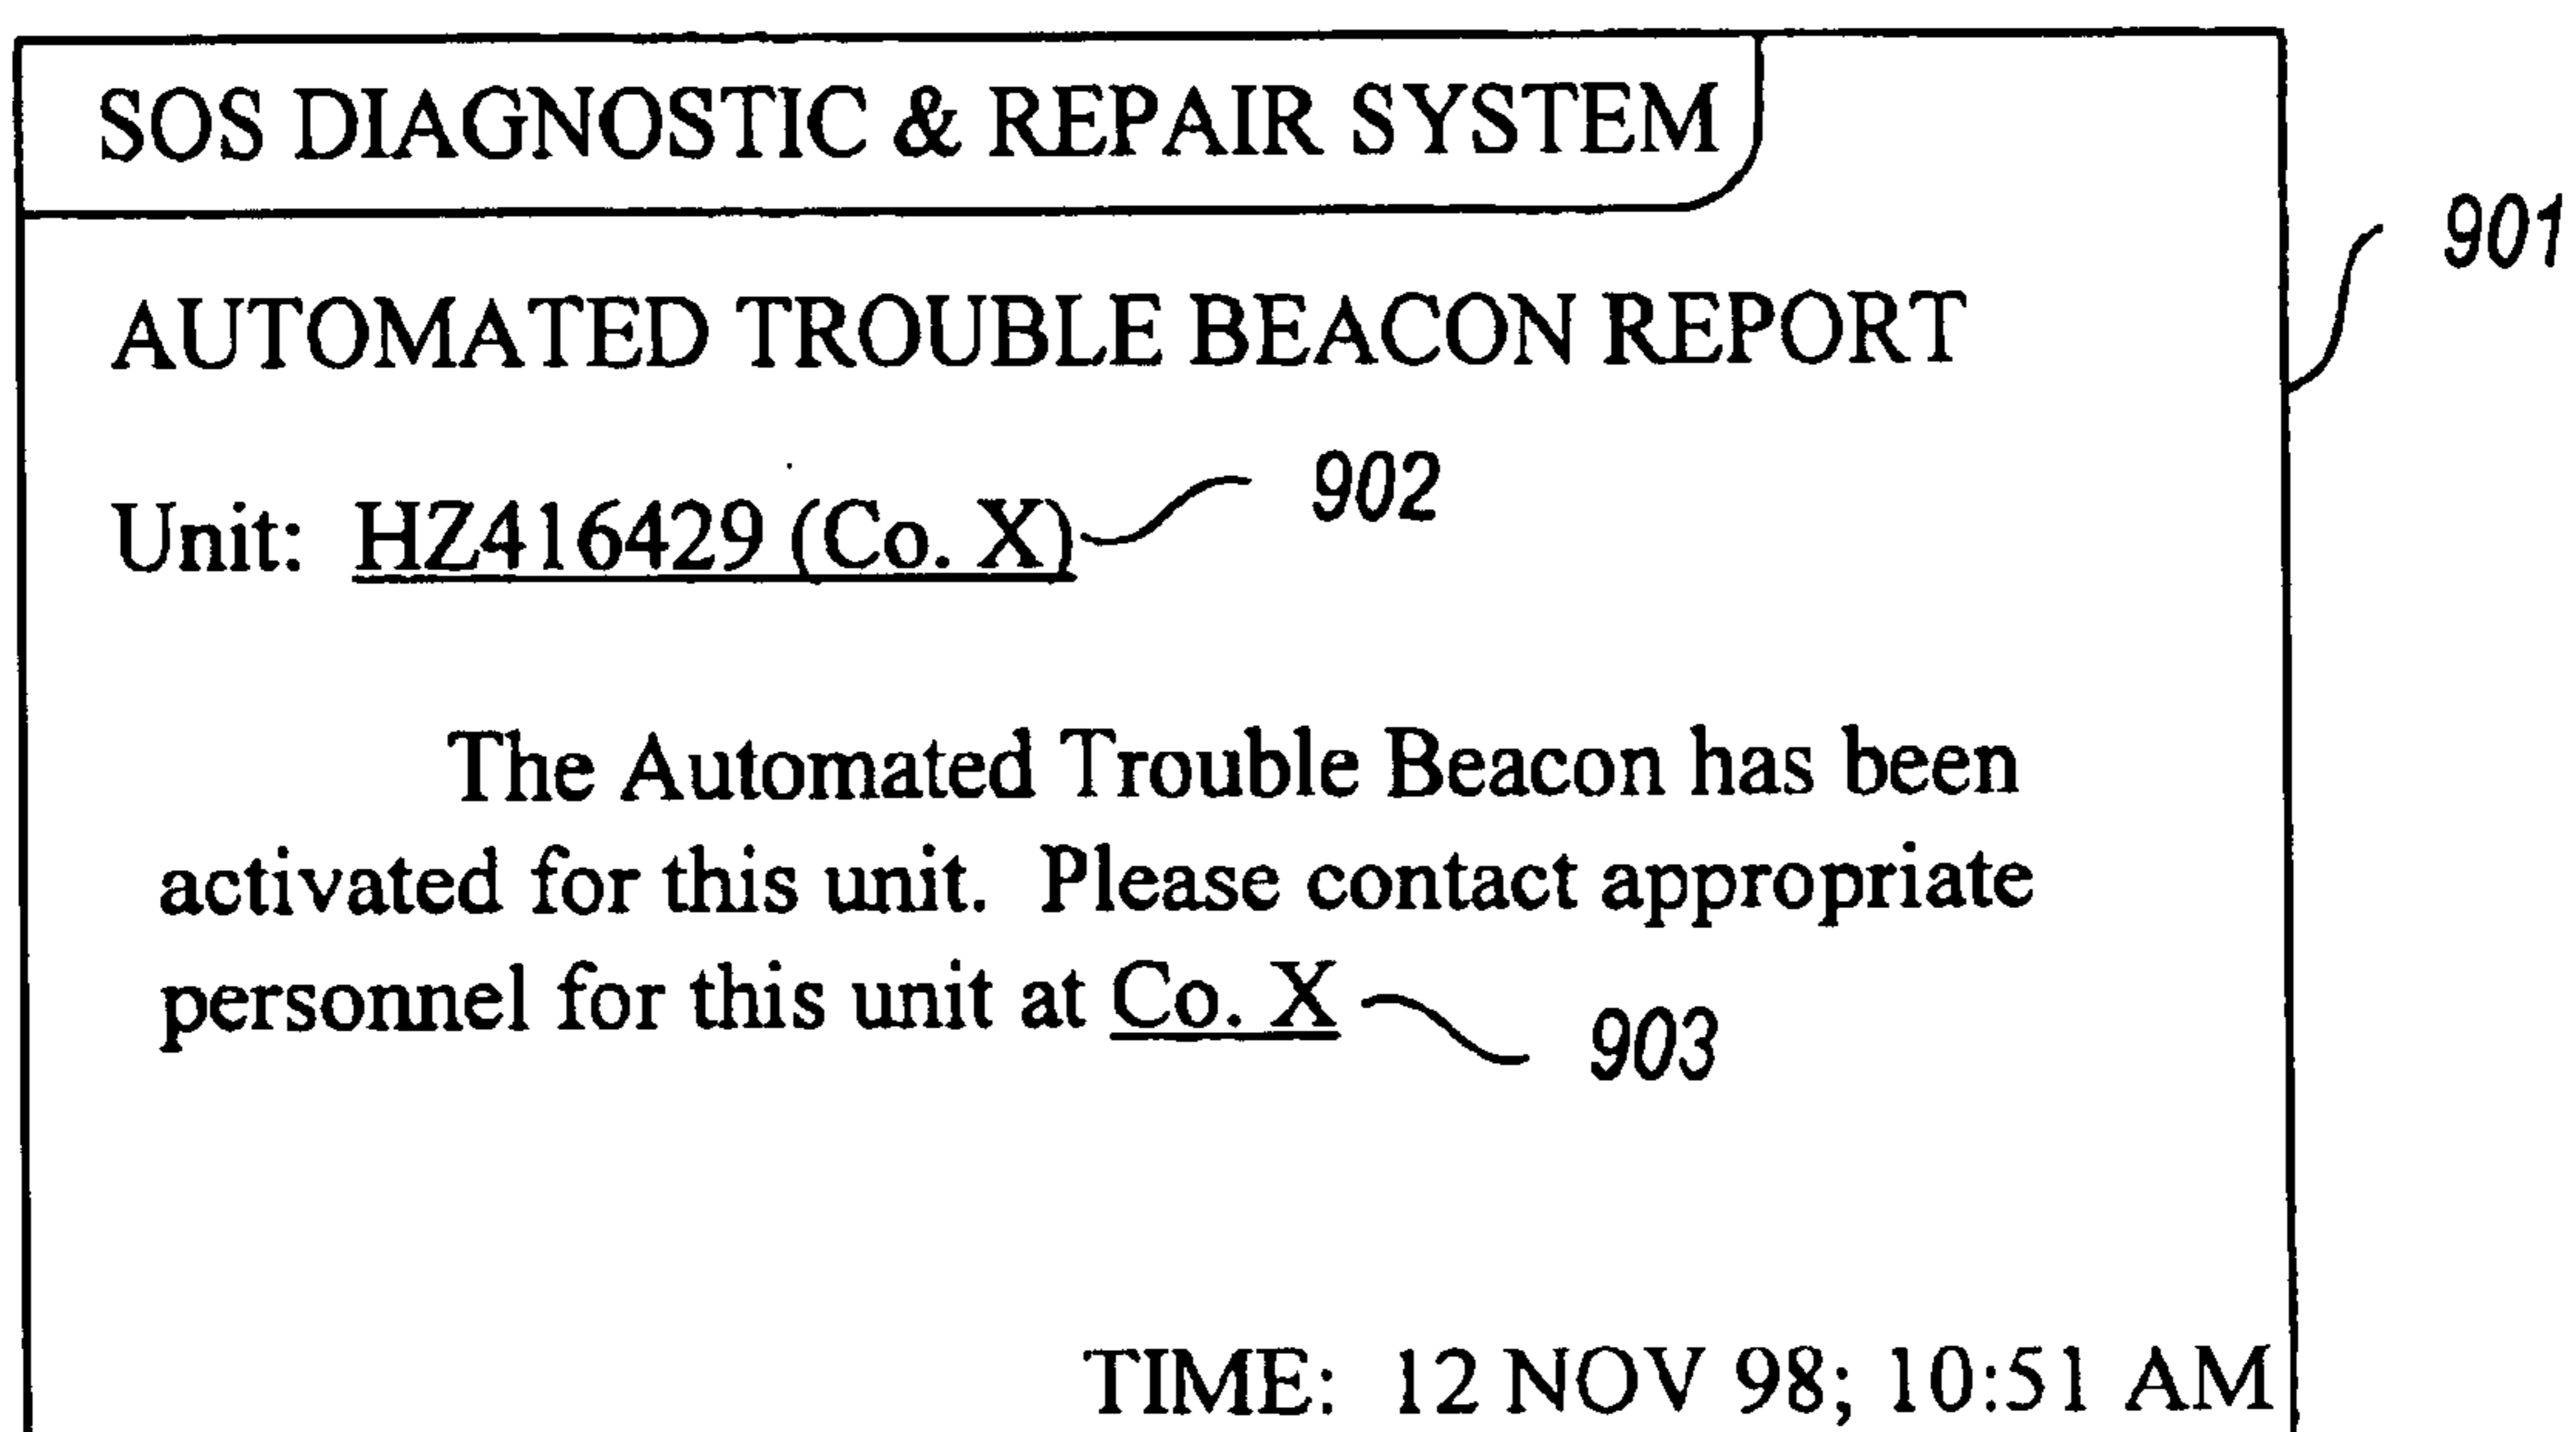 SOS DIAGNOSTIC & REPAIR SYSTEM
901
AUTOMATED TROUBLE BEACON REPORT
Unit: HZ416429 (Co. X) 902
The Automated Trouble Beacon has been
activated for this unit. Please contact appropriate
personnel for this unit at Co. X 903
TIME: 12 NOV 98; 10:51 AM